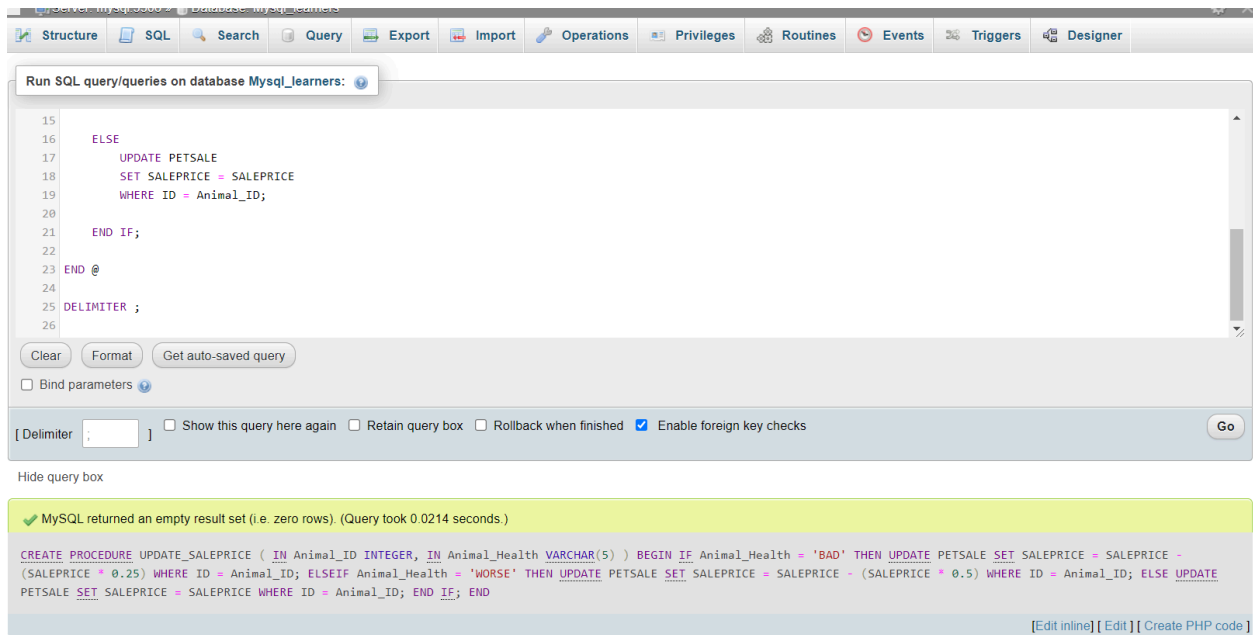 Server: mysql:3306 » Database: Mysql_learners
Structure SQL Search Query Export Import Operations Privileges Routines Events Triggers Designer
Run SQL query/queries on database Mysql_learners:
15
16 ELSE
17 UPDATE PETSALE
18 SET SALEPRICE = SALEPRICE
19 WHERE ID = Animal_ID;
20
21 END IF;
22
23 END @
24
25 DELIMITER ;
26
Clear Format Get auto-saved query
Bind parameters
[ Delimiter ; ] Show this query here again Retain query box Rollback when finished Enable foreign key checks Go
Hide query box
MySQL returned an empty result set (i.e. zero rows). (Query took 0.0214 seconds.)
CREATE PROCEDURE UPDATE_SALEPRICE ( IN Animal_ID INTEGER, IN Animal_Health VARCHAR(5) ) BEGIN IF Animal_Health = 'BAD' THEN UPDATE PETSALE SET SALEPRICE = SALEPRICE -
(SALEPRICE * 0.25) WHERE ID = Animal_ID; ELSEIF Animal_Health = 'WORSE' THEN UPDATE PETSALE SET SALEPRICE = SALEPRICE - (SALEPRICE * 0.5) WHERE ID = Animal_ID; ELSE UPDATE
PETSALE SET SALEPRICE = SALEPRICE WHERE ID = Animal_ID; END IF; END
[Edit inline] [ Edit ] [ Create PHP code ]